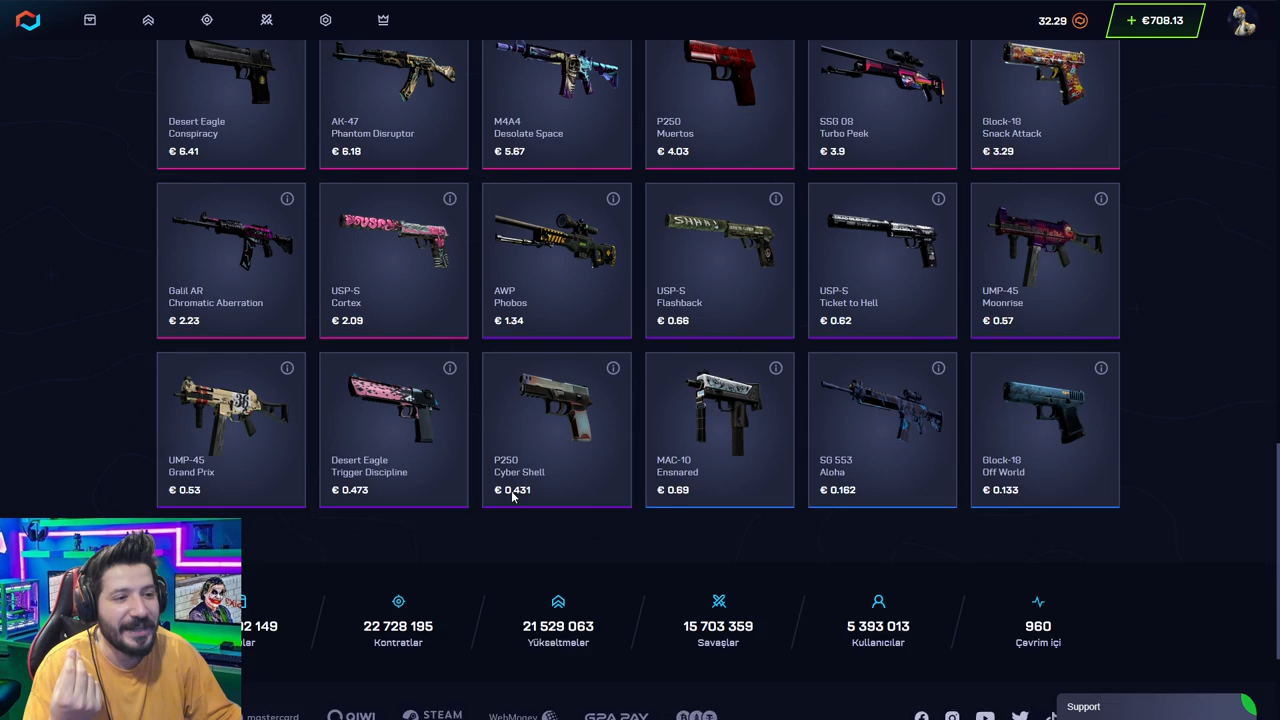 32.29
+ €708.13
Desert Eagle
Conspiracy
€ 6.41
AK-47
Phantom Disruptor
€ 6.18
M4A4
Desolate Space
€ 5.67
P250
Muertos
€ 4.03
SSG 08
Turbo Peek
€ 3.9
Glock-18
Snack Attack
€ 3.29
Galil AR
Chromatic Aberration
€ 2.23
USP-S
Cortex
€ 2.09
AWP
Phobos
€ 1.34
USP-S
Flashback
€ 0.66
USP-S
Ticket to Hell
€ 0.62
UMP-45
Moonrise
€ 0.57
UMP-45
Grand Prix
€ 0.53
Desert Eagle
Trigger Discipline
€ 0.473
P250
Cyber Shell
€ 0.431
MAC-10
Ensnared
€ 0.69
SG 553
Aloha
€ 0.162
Glock-18
Off World
€ 0.133
2 149
lar
22 728 195
Kontratlar
21 529 063
Yükseltmeler
15 703 359
Savaşlar
5 393 013
Kullanıcılar
960
Çevrim içi
mastercard
QIWI
STEAM
WebMoney
G2A PAY
Support